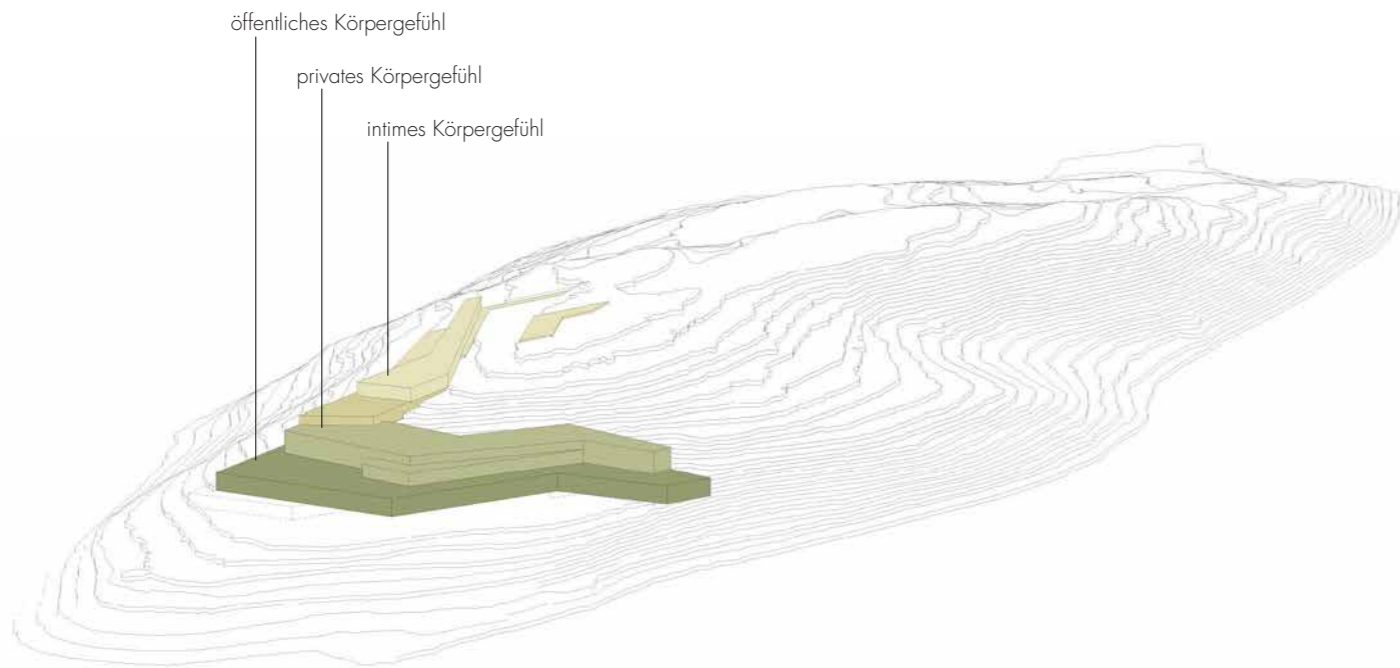 öffentliches Körpergefühl
privates Körpergefühl
intimes Körpergefühl